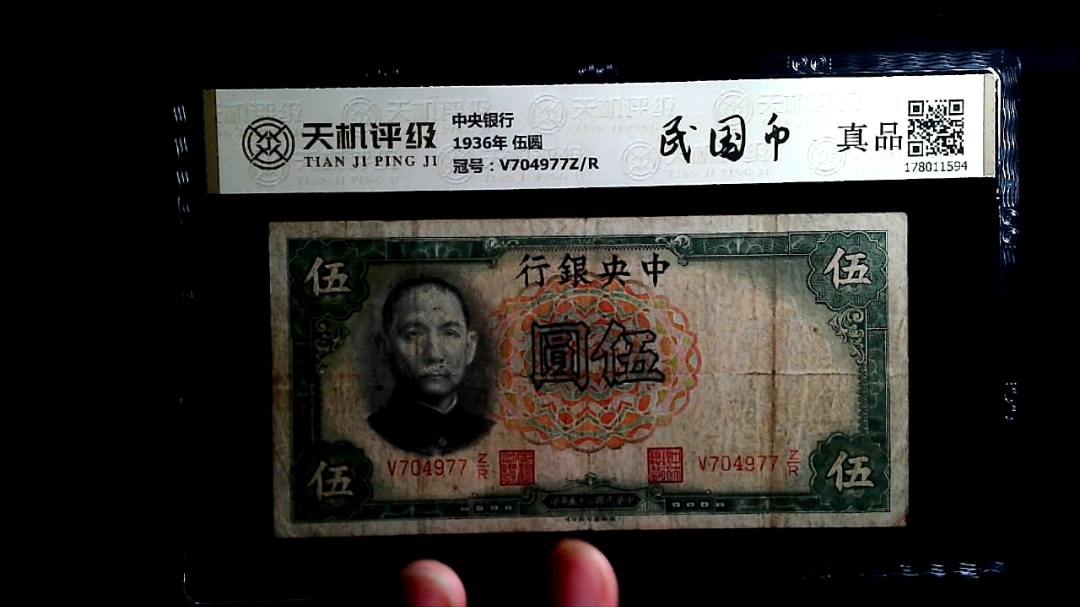 天机评级
TIAN JI PING JI
中央银行
1936年 伍圆
冠号：V704977Z/R
民国币
真品
178011594
伍
行銀央中
伍
圓伍
V704977 Z/R
V704977 Z/R
伍
伍